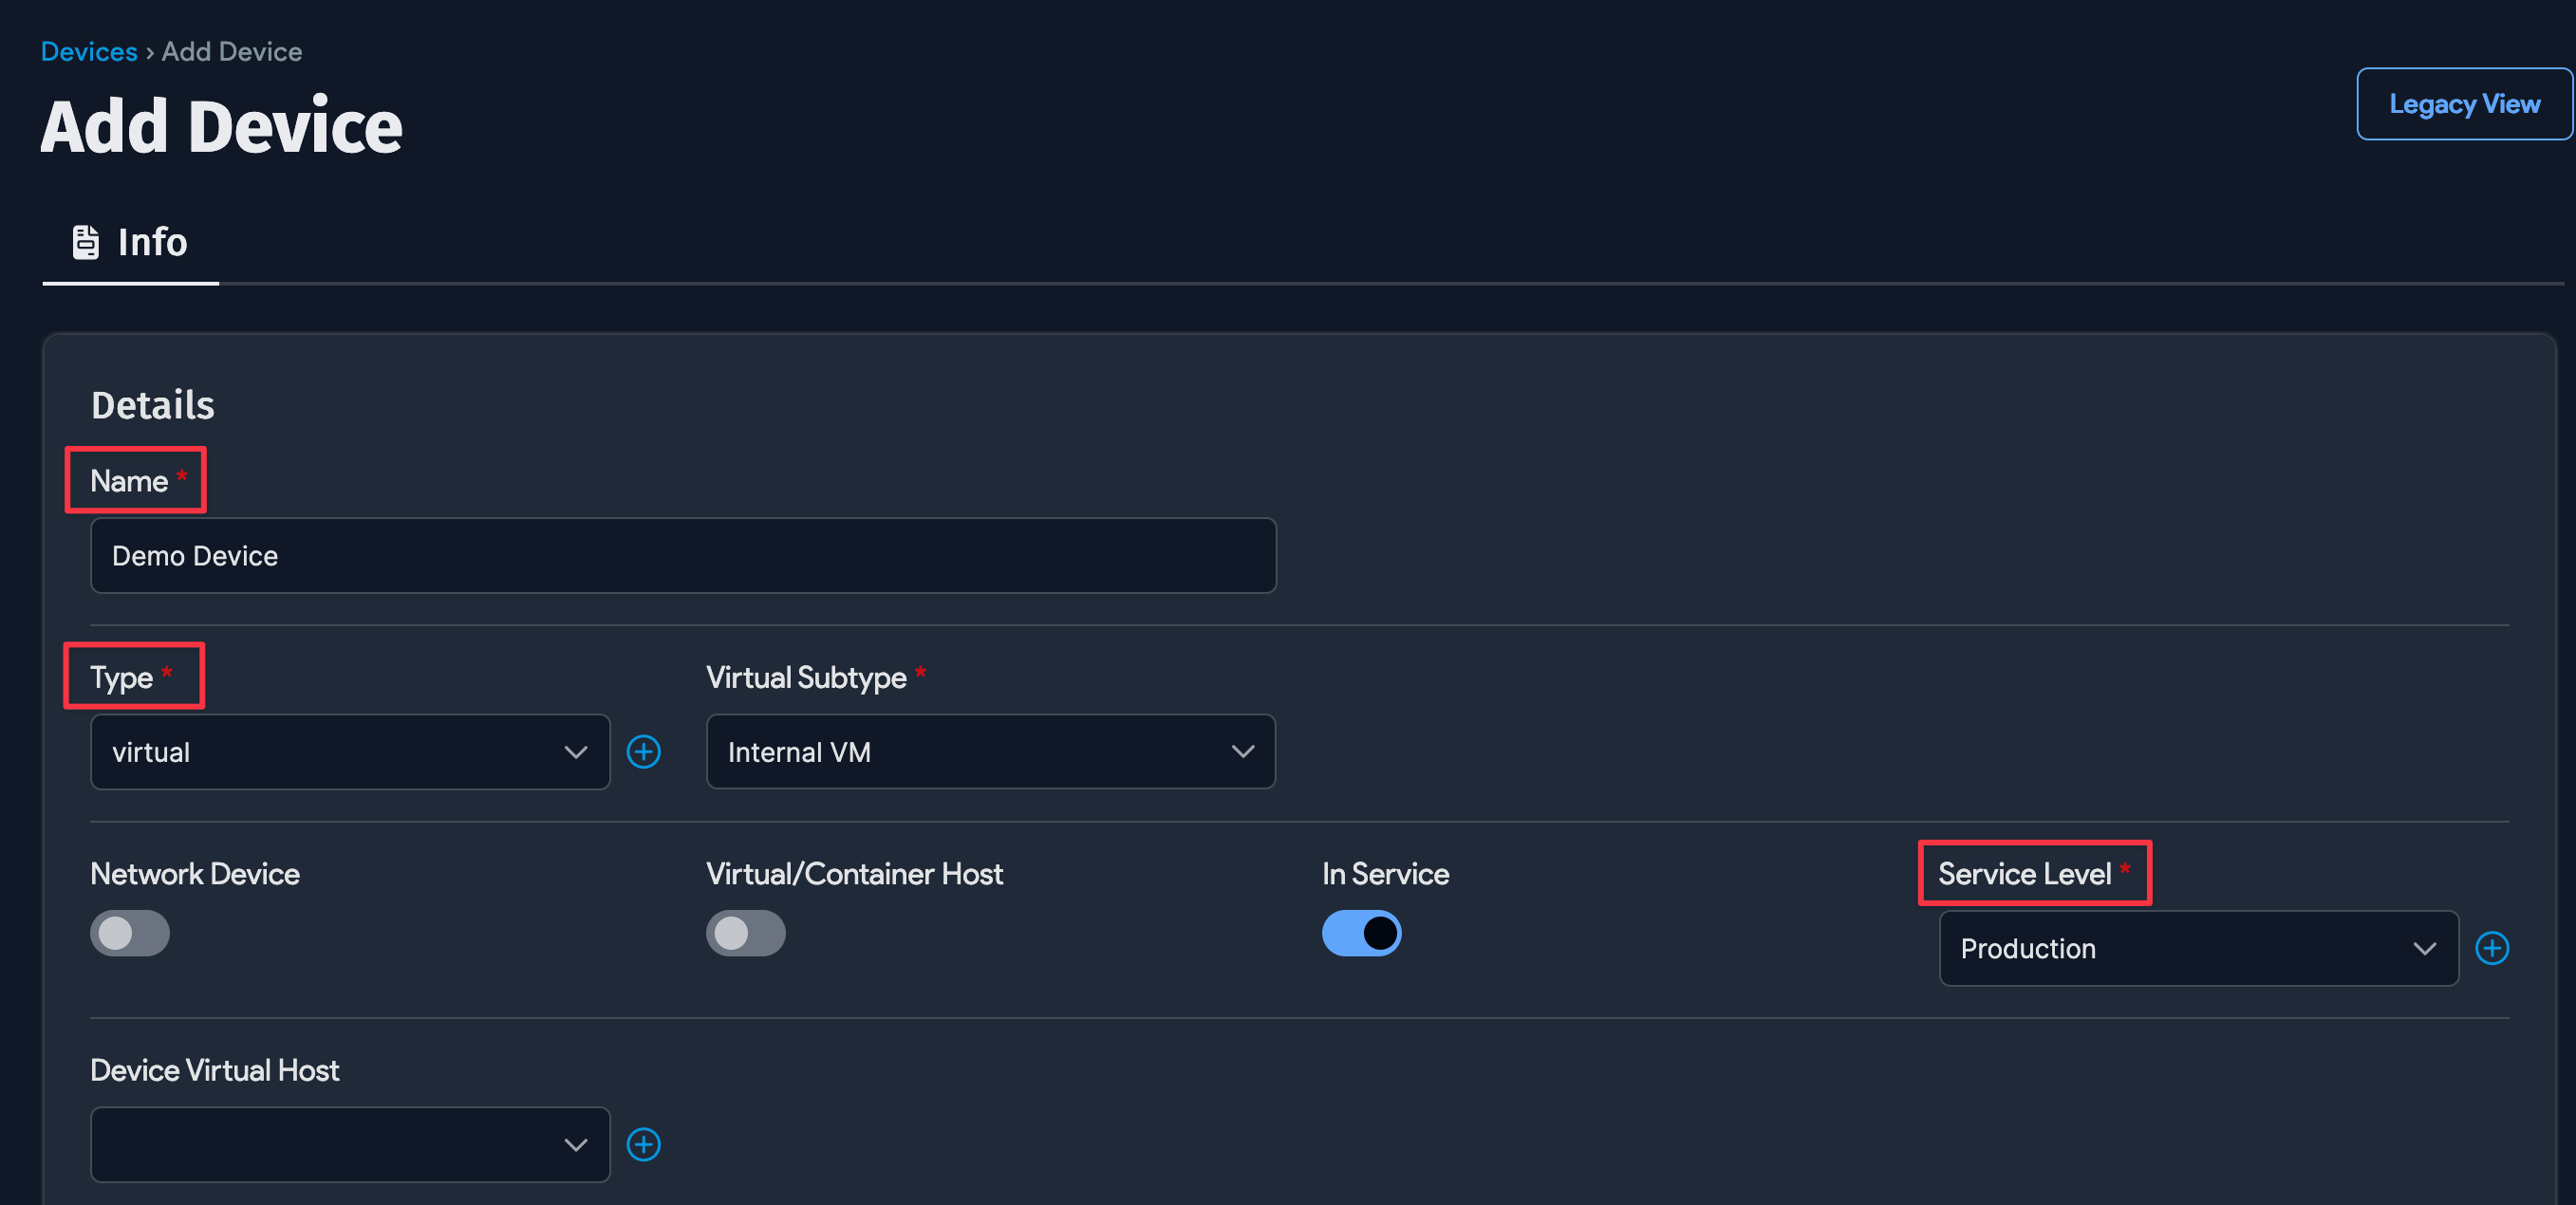 Devices › Add Device
Add Device
Legacy View
Info
Details
Name *
Demo Device
Type *
Virtual Subtype *
virtual
Internal VM
Network Device
Virtual/Container Host
In Service
Service Level *
Production
Device Virtual Host